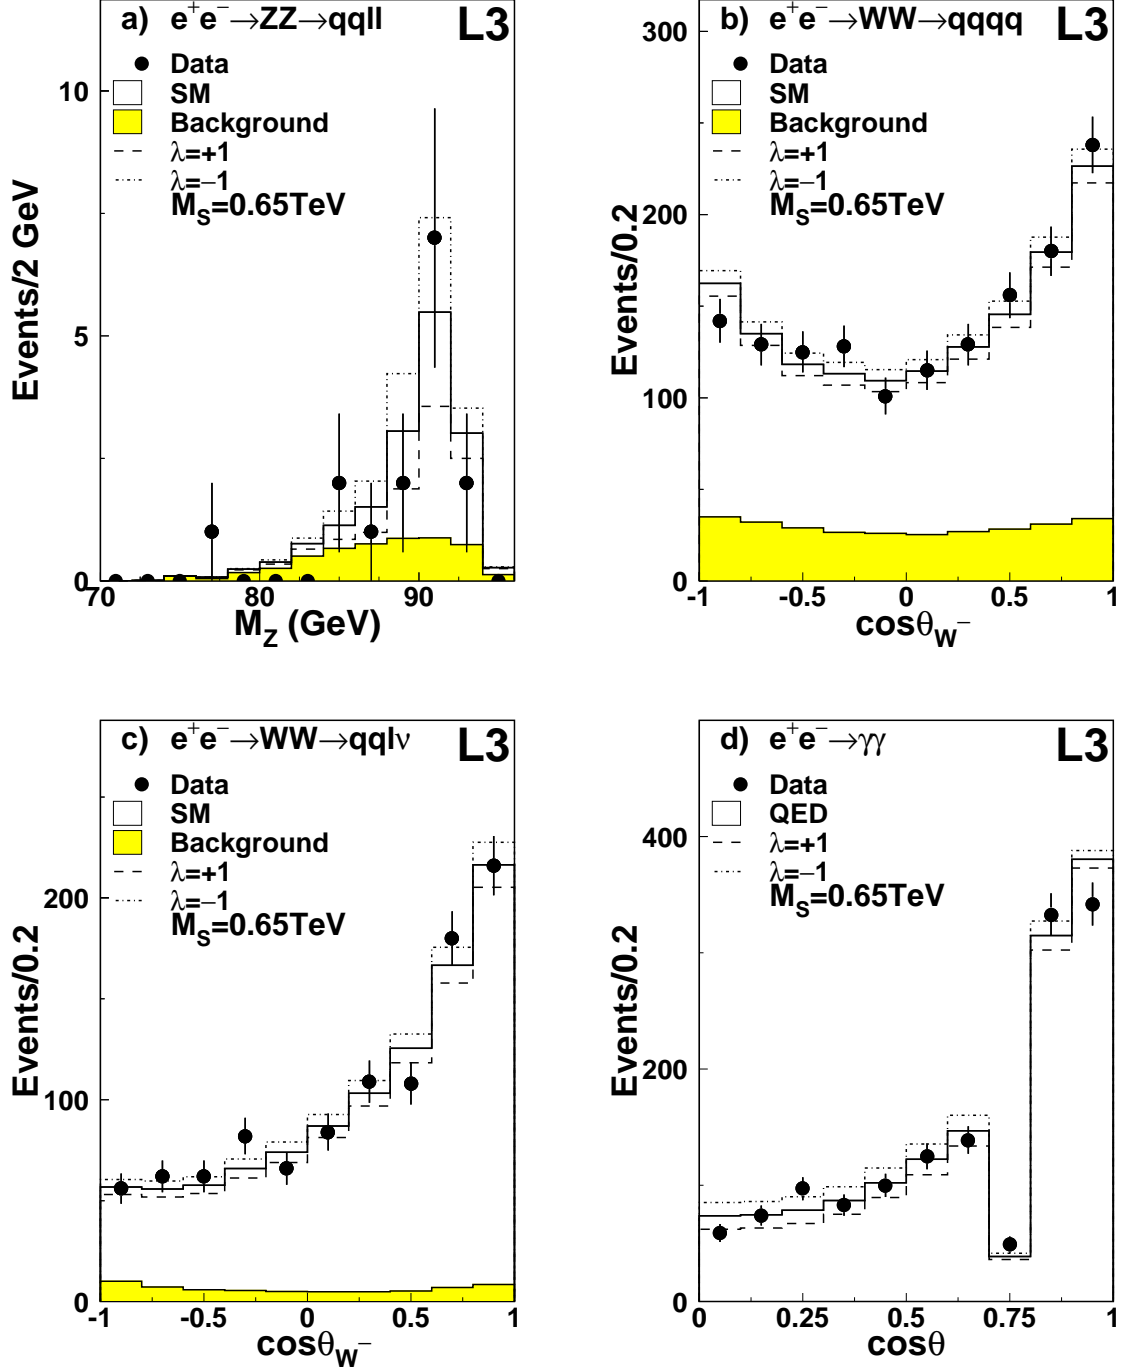 a) e⁺e⁻→ZZ→qqll L3
Data
SM
Background
λ=+1
λ=−1
M_S=0.65TeV
Events/2 GeV
10
5
0
70 80 90
M_Z (GeV)
b) e⁺e⁻→WW→qqqq L3
Data
SM
Background
λ=+1
λ=−1
M_S=0.65TeV
Events/0.2
300
200
100
0
-1 -0.5 0 0.5 1
cosθ_W⁻
c) e⁺e⁻→WW→qqlν L3
Data
SM
Background
λ=+1
λ=−1
M_S=0.65TeV
Events/0.2
200
100
0
-1 -0.5 0 0.5 1
cosθ_W⁻
d) e⁺e⁻→γγ L3
Data
QED
λ=+1
λ=−1
M_S=0.65TeV
Events/0.2
400
200
0
0 0.25 0.5 0.75 1
cosθ